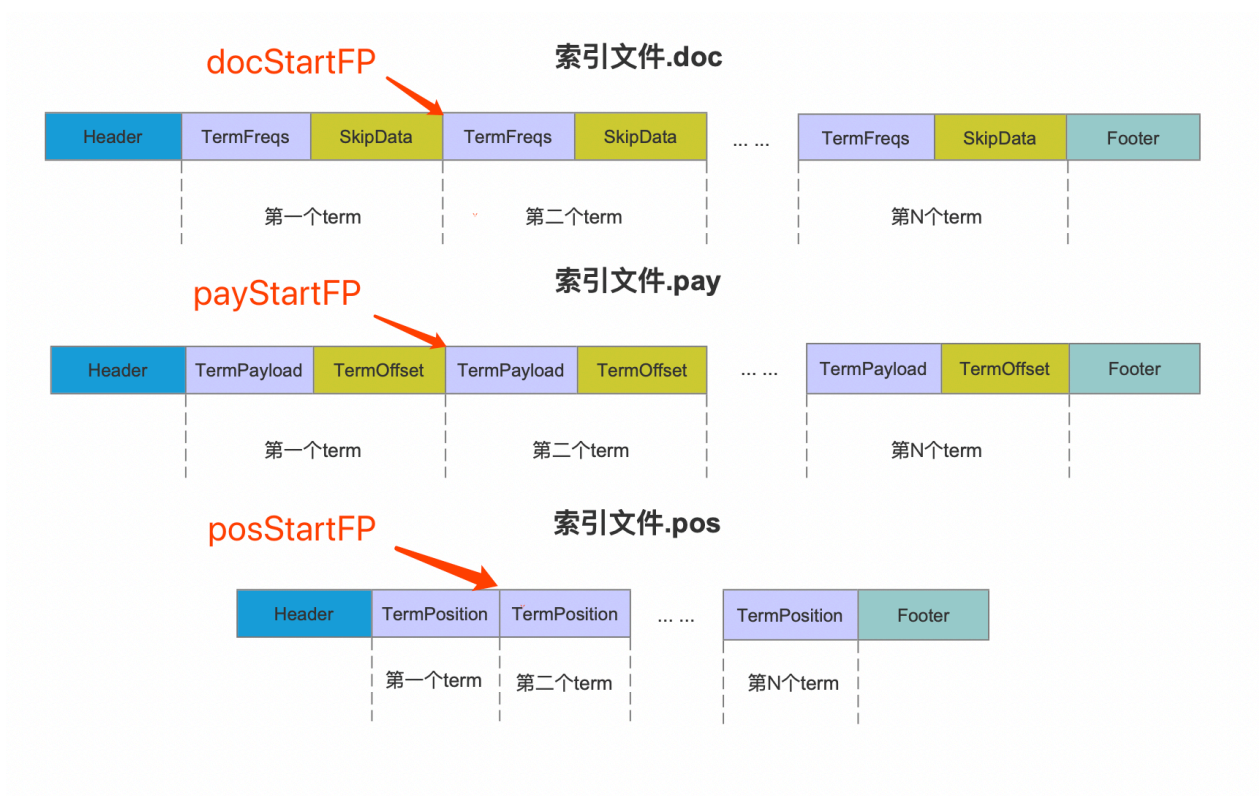 索引文件.doc
docStartFP
Header TermFreqs SkipData TermFreqs SkipData ... ... TermFreqs SkipData Footer
第一个term 第二个term 第N个term
索引文件.pay
payStartFP
Header TermPayload TermOffset TermPayload TermOffset ... ... TermPayload TermOffset Footer
第一个term 第二个term 第N个term
索引文件.pos
posStartFP
Header TermPosition TermPosition ... ... TermPosition Footer
第一个term 第二个term 第N个term